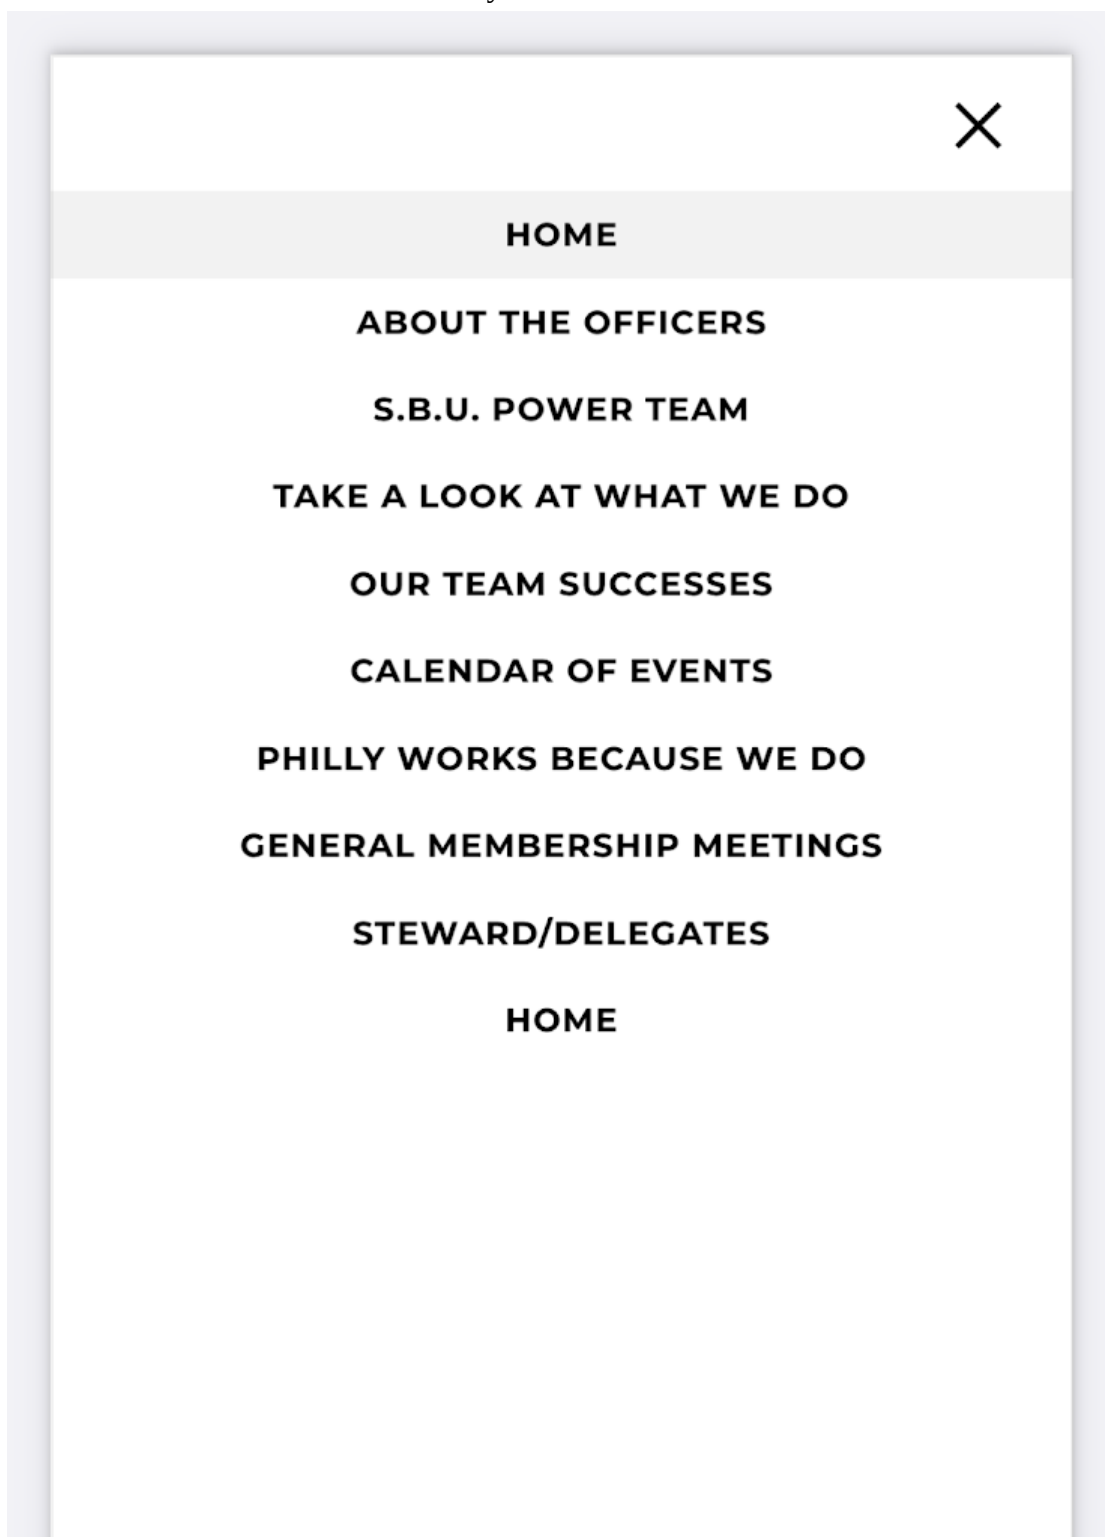 HOME
ABOUT THE OFFICERS
S.B.U. POWER TEAM
TAKE A LOOK AT WHAT WE DO
OUR TEAM SUCCESSES
CALENDAR OF EVENTS
PHILLY WORKS BECAUSE WE DO
GENERAL MEMBERSHIP MEETINGS
STEWARD/DELEGATES
HOME